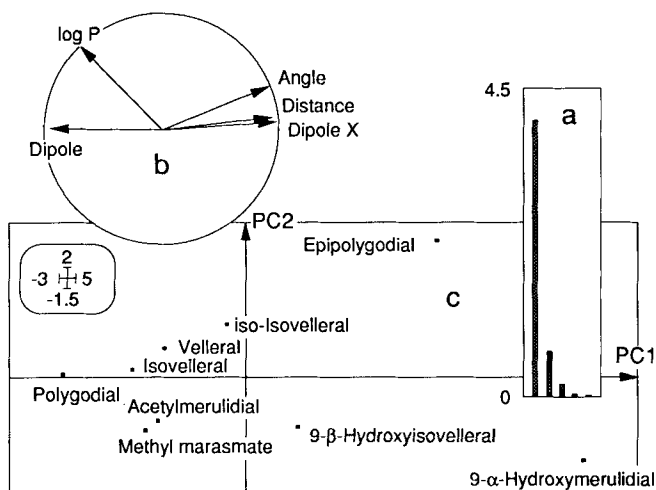 log P
Angle
Distance
Dipole X
Dipole
b
4.5
a
0
PC2
Epipolygodial
2
-3 5
-1.5
c
iso-Isovelleral
Velleral
Isovelleral
PC1
Polygodial
Acetylmerulidial
Methyl marasmate
9-β-Hydroxyisovelleral
9-α-Hydroxymerulidial